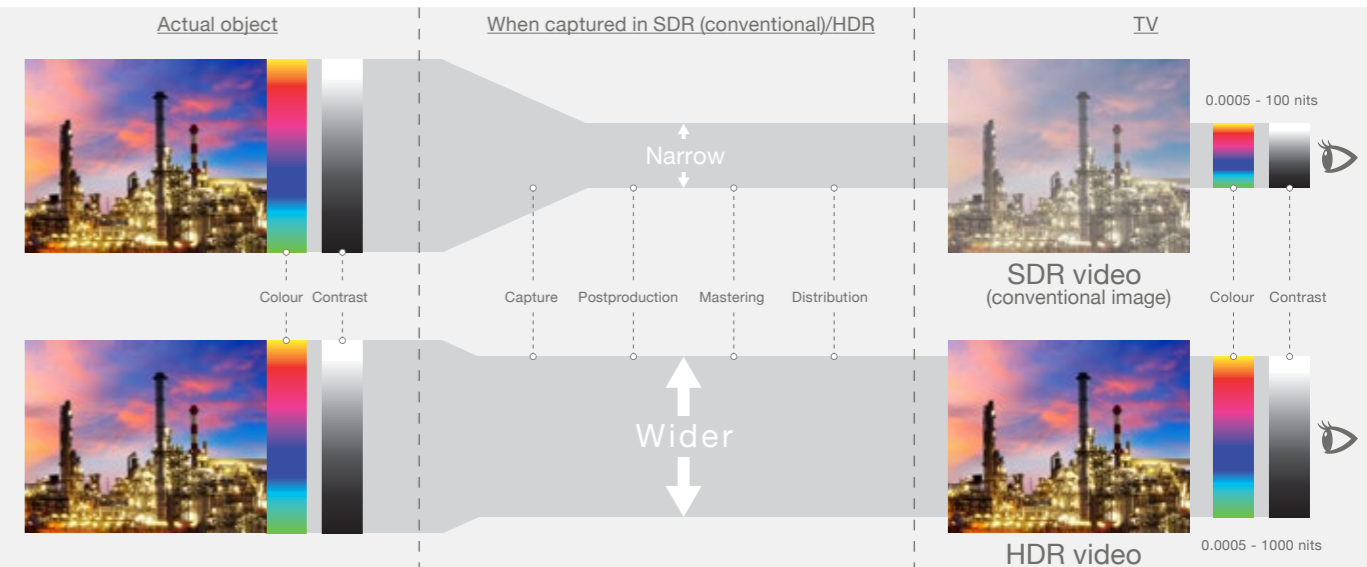 Actual object
When captured in SDR (conventional)/HDR
TV
0.0005 - 100 nits
Narrow
SDR video
(conventional image)
Colour Contrast
Capture Postproduction Mastering Distribution
Colour Contrast
Wider
HDR video
0.0005 - 1000 nits